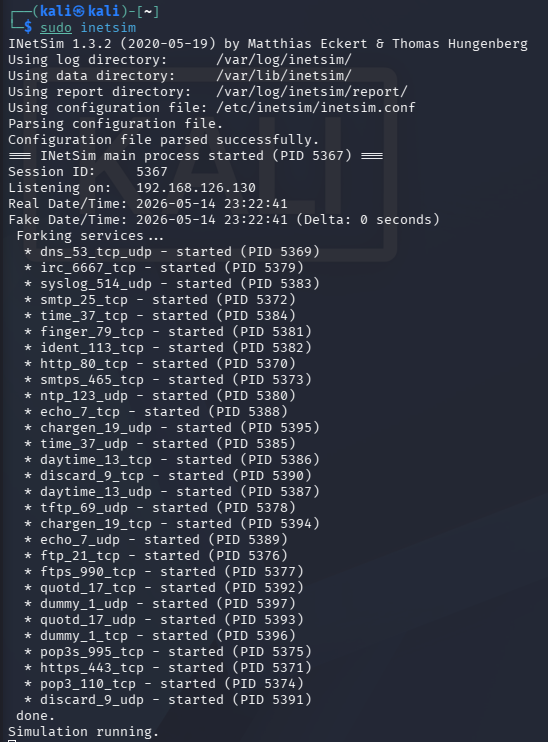 ┌──(kali㉿kali)-[~]
└─$ sudo inetsim
INetSim 1.3.2 (2020-05-19) by Matthias Eckert & Thomas Hungenberg
Using log directory:      /var/log/inetsim/
Using data directory:     /var/lib/inetsim/
Using report directory:   /var/log/inetsim/report/
Using configuration file: /etc/inetsim/inetsim.conf
Parsing configuration file.
Configuration file parsed successfully.
=== INetSim main process started (PID 5367) ===
Session ID:     5367
Listening on:   192.168.126.130
Real Date/Time: 2026-05-14 23:22:41
Fake Date/Time: 2026-05-14 23:22:41 (Delta: 0 seconds)
 Forking services...
  * dns_53_tcp_udp - started (PID 5369)
  * irc_6667_tcp - started (PID 5379)
  * syslog_514_udp - started (PID 5383)
  * smtp_25_tcp - started (PID 5372)
  * time_37_tcp - started (PID 5384)
  * finger_79_tcp - started (PID 5381)
  * ident_113_tcp - started (PID 5382)
  * http_80_tcp - started (PID 5370)
  * smtps_465_tcp - started (PID 5373)
  * ntp_123_udp - started (PID 5380)
  * echo_7_tcp - started (PID 5388)
  * chargen_19_udp - started (PID 5395)
  * time_37_udp - started (PID 5385)
  * daytime_13_tcp - started (PID 5386)
  * discard_9_tcp - started (PID 5390)
  * daytime_13_udp - started (PID 5387)
  * tftp_69_udp - started (PID 5378)
  * chargen_19_tcp - started (PID 5394)
  * echo_7_udp - started (PID 5389)
  * ftp_21_tcp - started (PID 5376)
  * ftps_990_tcp - started (PID 5377)
  * quotd_17_tcp - started (PID 5392)
  * dummy_1_udp - started (PID 5397)
  * quotd_17_udp - started (PID 5393)
  * dummy_1_tcp - started (PID 5396)
  * pop3s_995_tcp - started (PID 5375)
  * https_443_tcp - started (PID 5371)
  * pop3_110_tcp - started (PID 5374)
  * discard_9_udp - started (PID 5391)
 done.
Simulation running.
KALI